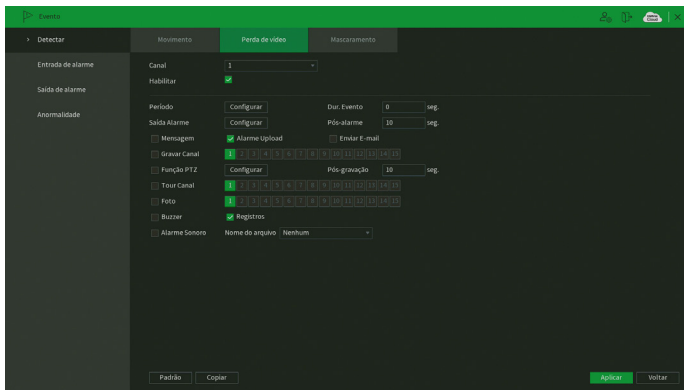 Evento
> Detectar Movimento Perda de vídeo Mascaramento
Entrada de alarme
Saída de alarme
Anormalidade
Canal 1
Habilitar
Período Configurar Dur. Evento 0 seg.
Saída Alarme Configurar Pós-alarme 10 seg.
Mensagem Alarme Upload Enviar E-mail
Gravar Canal 1 2 3 4 5 6 7 8 9 10 11 12 13 14 15
Função PTZ Configurar Pós-gravação 10 seg.
Tour Canal 1 2 3 4 5 6 7 8 9 10 11 12 13 14 15
Foto 1 2 3 4 5 6 7 8 9 10 11 12 13 14 15
Buzzer Registros
Alarme Sonoro Nome do arquivo Nenhum
Padrão Copiar Aplicar Voltar